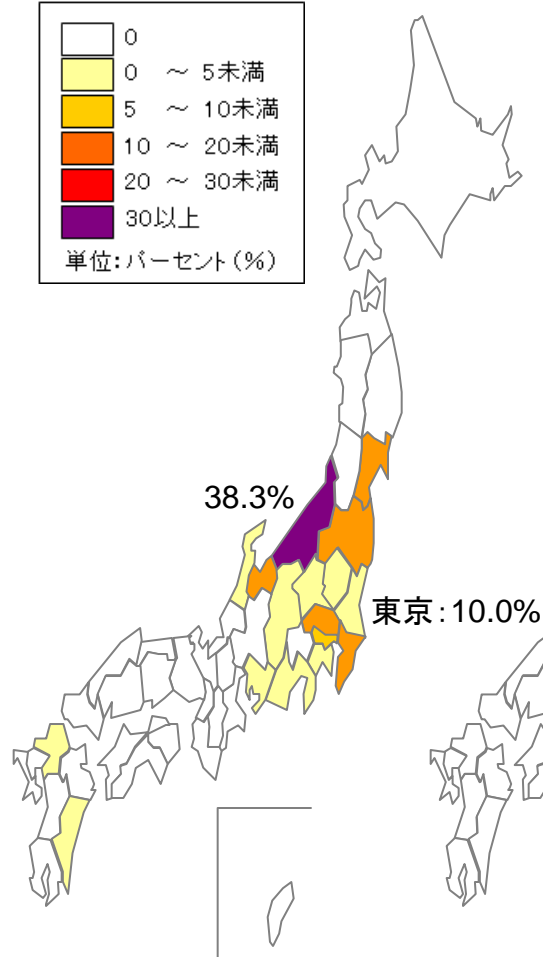 0
0 ～ 5未満
5 ～ 10未満
10 ～ 20未満
20 ～ 30未満
30以上
単位:パーセント(%)
38.3%
東京:10.0%